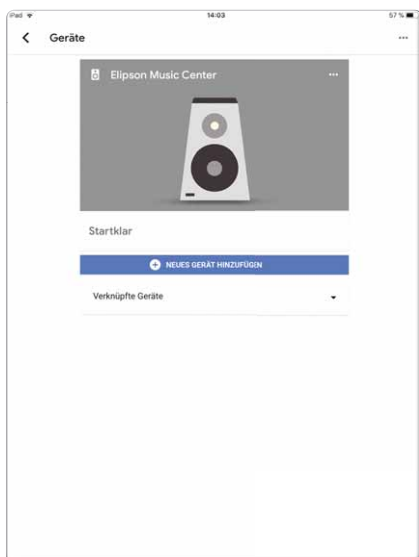 iPad
14:03
57 %
Geräte
Elipson Music Center
Startklar
NEUES GERÄT HINZUFÜGEN
Verknüpfte Geräte